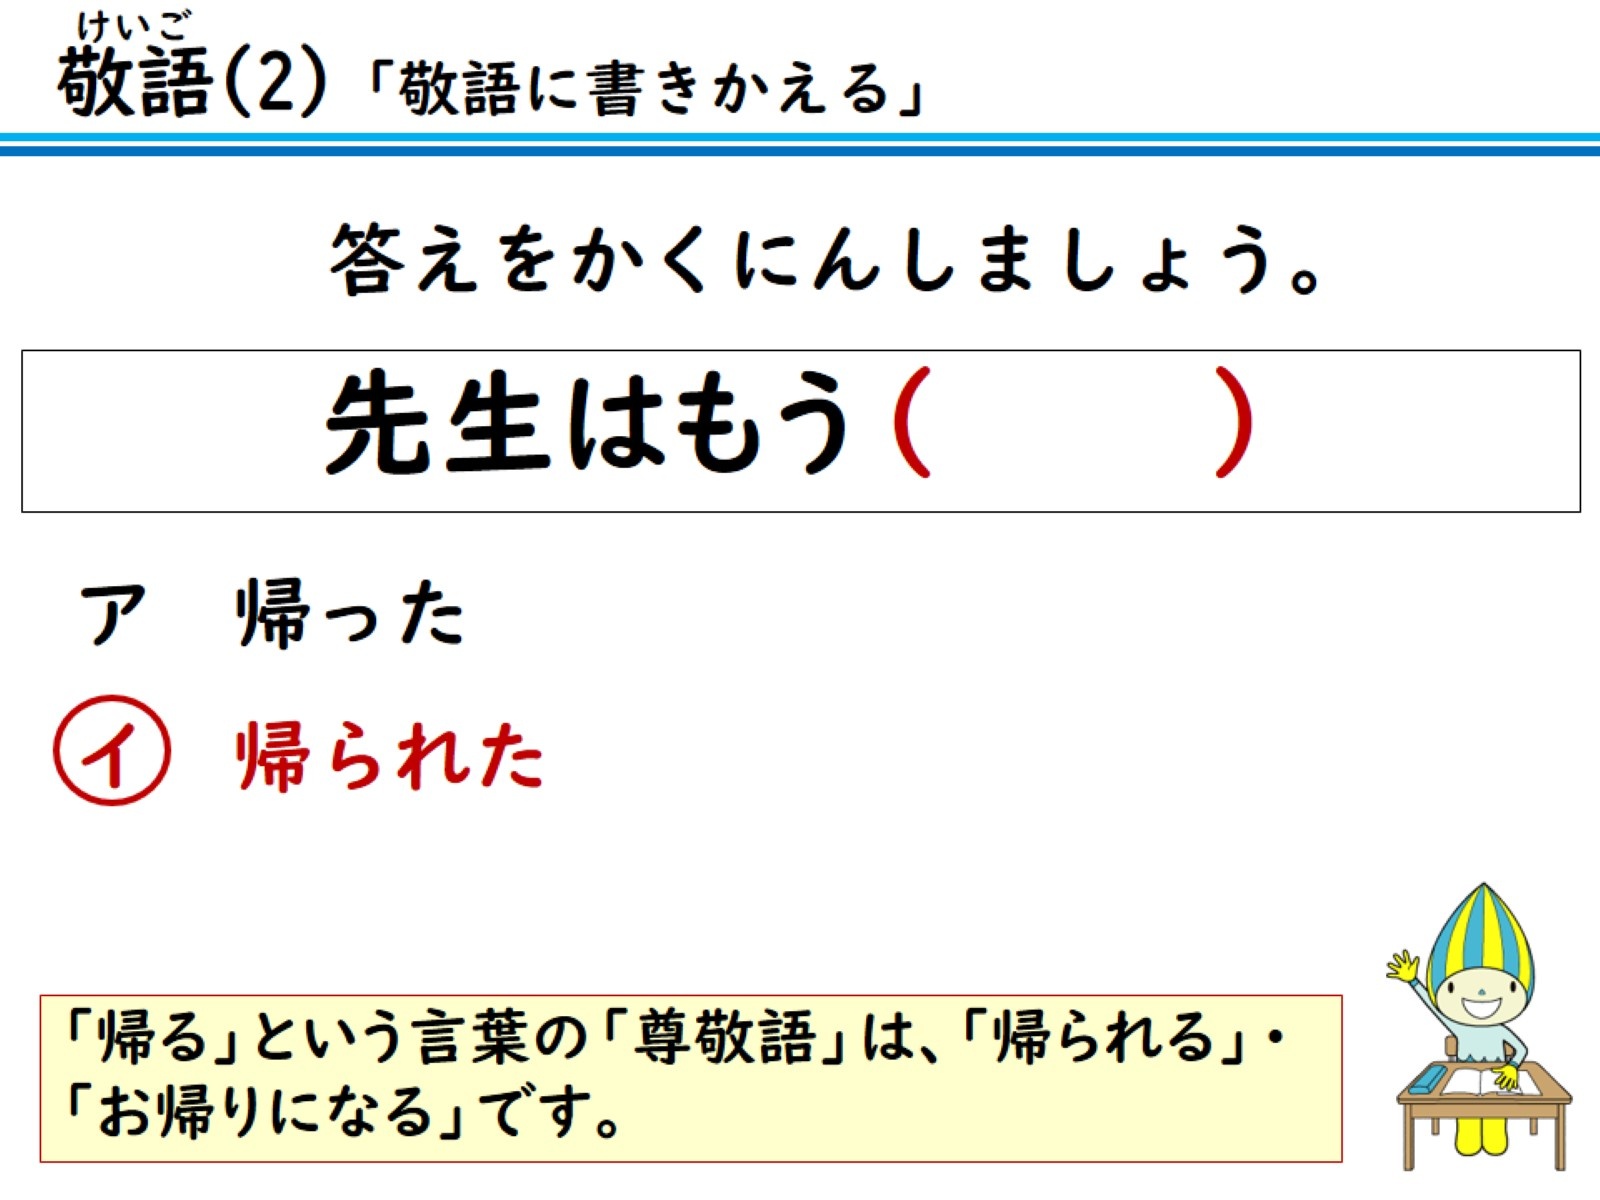 けいご
敬語(2)「敬語に書きかえる」
答えをかくにんしましょう。
先生はもう(　　　)
ア　帰った
イ　帰られた
「帰る」という言葉の「尊敬語」は、「帰られる」・
「お帰りになる」です。